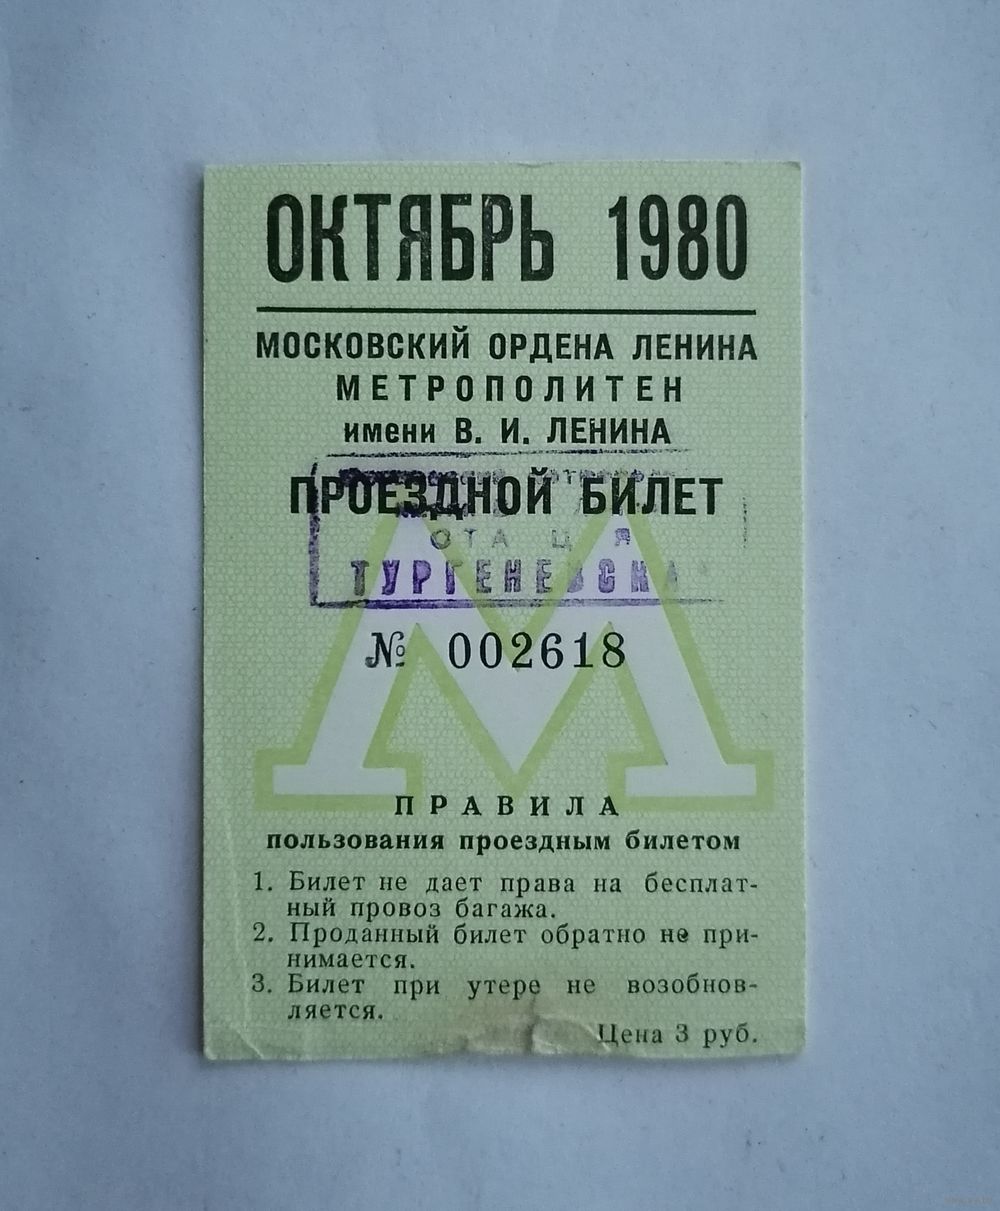 ОКТЯБРЬ 1980
МОСКОВСКИЙ ОРДЕНА ЛЕНИНА
МЕТРОПОЛИТЕН
имени В. И. ЛЕНИНА
ПРОЕЗДНОЙ БИЛЕТ
ТУРГЕНЕВСКА
№ 002618
ПРАВИЛА
пользования проездным билетом
1. Билет не дает права на бесплат-
ный провоз багажа.
2. Проданный билет обратно не при-
нимается.
3. Билет при утере не возобнов-
ляется.
Цена 3 руб.